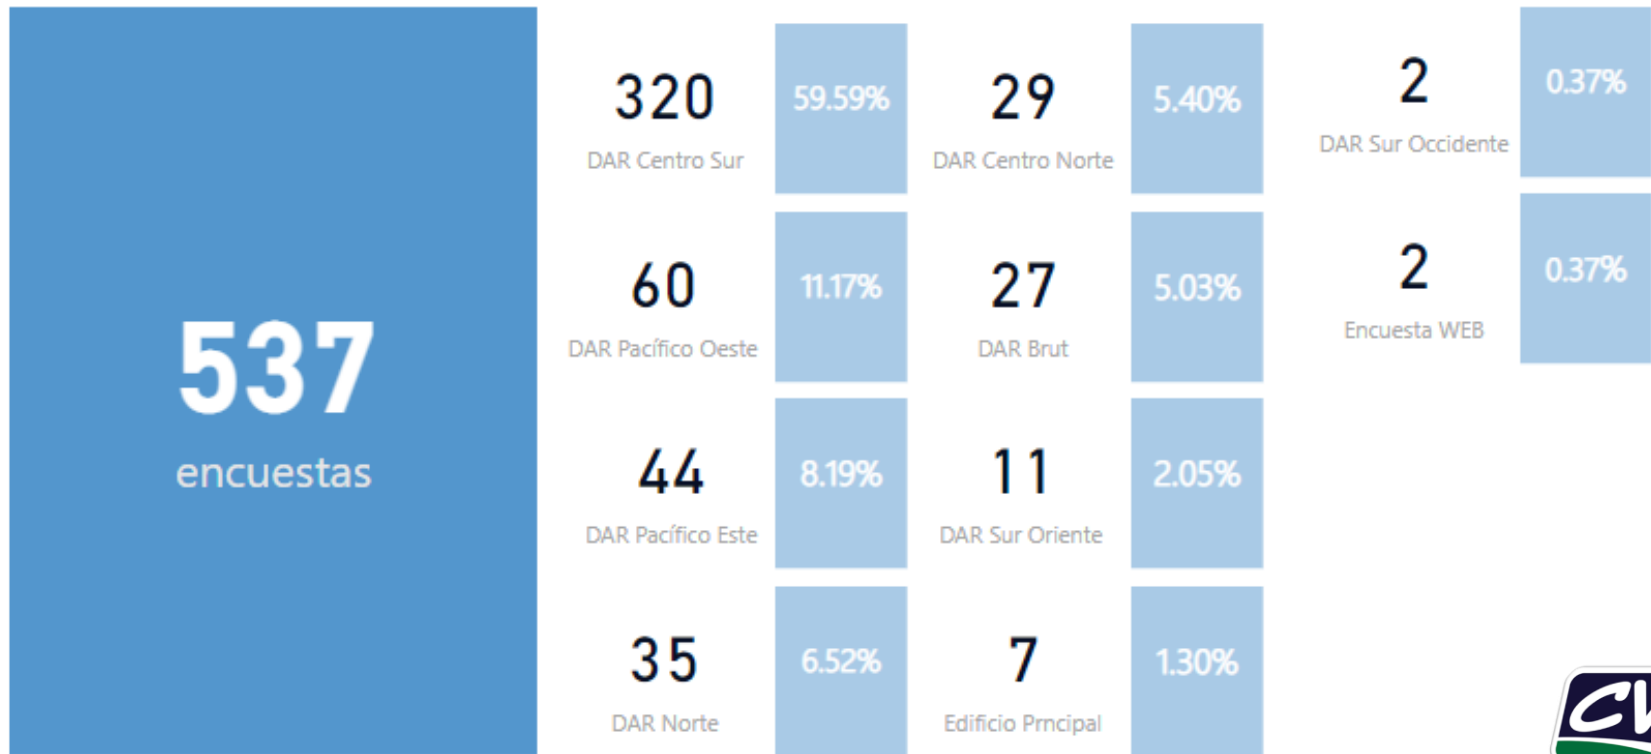 537
encuestas
320
DAR Centro Sur
59.59%
60
DAR Pacífico Oeste
11.17%
44
DAR Pacífico Este
8.19%
35
DAR Norte
6.52%
29
DAR Centro Norte
5.40%
27
DAR Brut
5.03%
11
DAR Sur Oriente
2.05%
7
Edificio Prncipal
1.30%
2
DAR Sur Occidente
0.37%
2
Encuesta WEB
0.37%